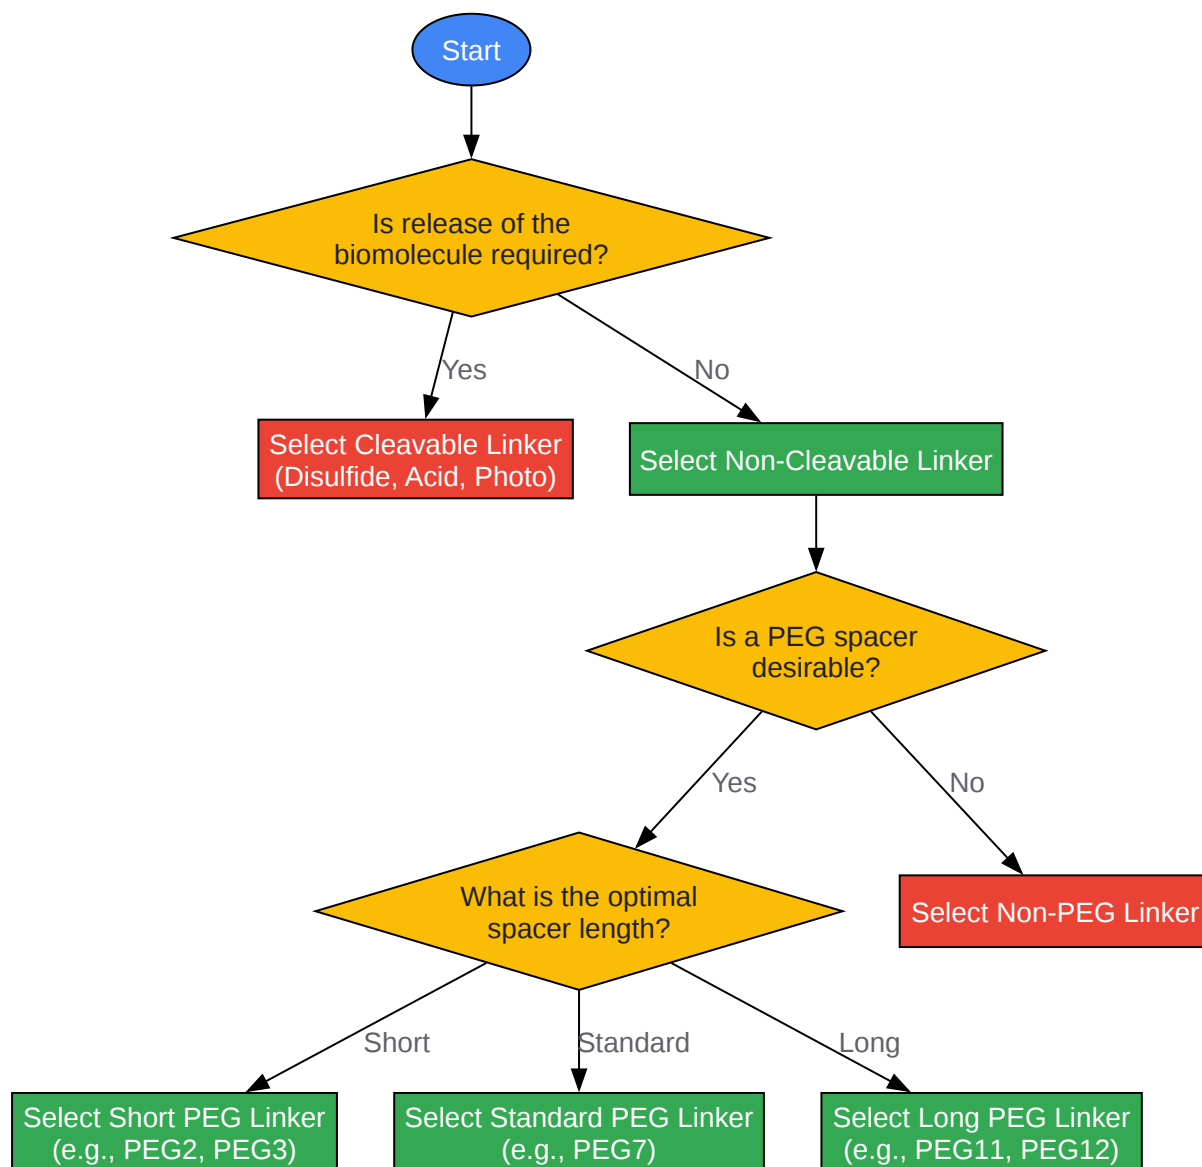 Start
Is release of the
biomolecule required?
Yes
No
Select Cleavable Linker
(Disulfide, Acid, Photo)
Select Non-Cleavable Linker
Is a PEG spacer
desirable?
Yes
No
What is the optimal
spacer length?
Select Non-PEG Linker
Short
Standard
Long
Select Short PEG Linker
(e.g., PEG2, PEG3)
Select Standard PEG Linker
(e.g., PEG7)
Select Long PEG Linker
(e.g., PEG11, PEG12)